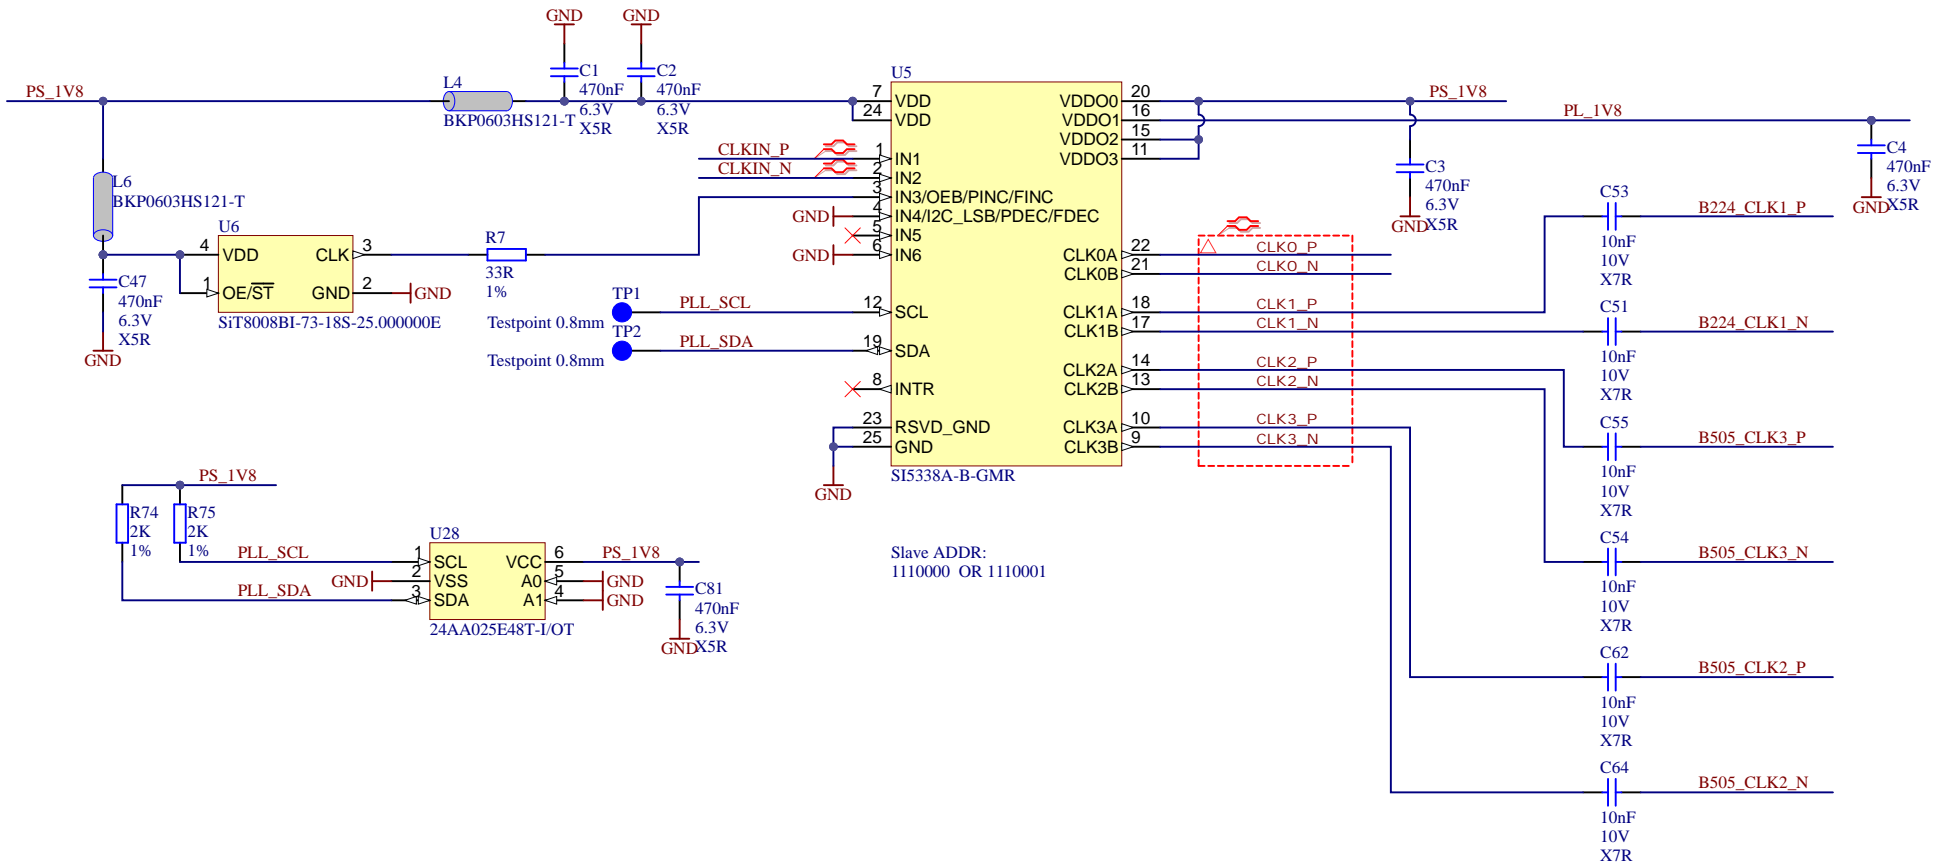 GND
GND
PS_1V8
L4
BKP0603HS121-T
C1
470nF
6.3V
X5R
C2
470nF
6.3V
X5R
L6
BKP0603HS121-T
C47
470nF
6.3V
X5R
GND
U6
4
VDD
CLK
3
1
OE/ST
GND
2
GND
SiT8008BI-73-18S-25.000000E
R7
33R
1%
CLKIN_P
CLKIN_N
GND
GND
TP1
PLL_SCL
Testpoint 0.8mm
TP2
PLL_SDA
Testpoint 0.8mm
U5
7
VDD
24
VDD
1
IN1
2
IN2
3
IN3/OEB/PINC/FINC
4
IN4/I2C_LSB/PDEC/FDEC
5
IN5
6
IN6
12
SCL
19
SDA
8
INTR
23
RSVD_GND
25
GND
GND
VDDO0
20
VDDO1
16
VDDO2
15
VDDO3
11
CLK0A
22
CLK0B
21
CLK1A
18
CLK1B
17
CLK2A
14
CLK2B
13
CLK3A
10
CLK3B
9
SI5338A-B-GMR
Slave ADDR:
1110000  OR 1110001
PS_1V8
PL_1V8
C3
470nF
6.3V
X5R
GND
C4
470nF
6.3V
X5R
GND
CLK0_P
CLK0_N
CLK1_P
CLK1_N
CLK2_P
CLK2_N
CLK3_P
CLK3_N
C53
10nF
10V
X7R
B224_CLK1_P
C51
10nF
10V
X7R
B224_CLK1_N
C55
10nF
10V
X7R
B505_CLK3_P
C54
10nF
10V
X7R
B505_CLK3_N
C62
10nF
10V
X7R
B505_CLK2_P
C64
10nF
10V
X7R
B505_CLK2_N
PS_1V8
R74
2K
1%
R75
2K
1%
PLL_SCL
GND
PLL_SDA
U28
1
SCL
2
VSS
3
SDA
VCC
6
A0
5
A1
4
24AA025E48T-I/OT
PS_1V8
GND
GND
C81
470nF
6.3V
X5R
GND